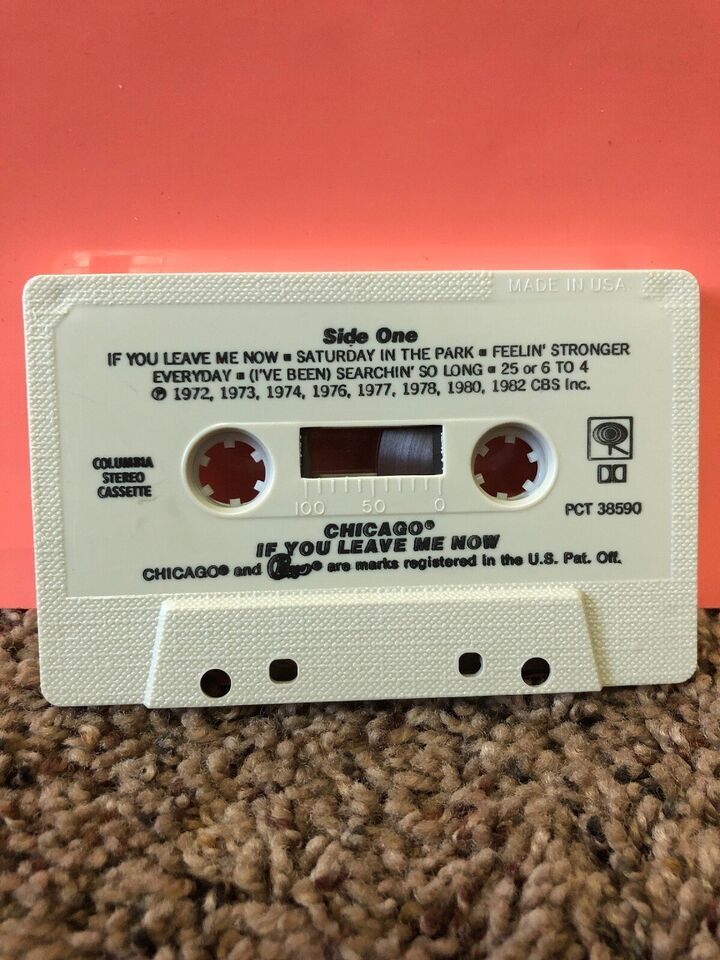 MADE IN USA
Side One
IF YOU LEAVE ME NOW ▪ SATURDAY IN THE PARK ▪ FEELIN' STRONGER
EVERYDAY ▪ (I'VE BEEN) SEARCHIN' SO LONG ▪ 25 or 6 TO 4
℗ 1972, 1973, 1974, 1976, 1977, 1978, 1980, 1982 CBS Inc.
COLUMBIA
STEREO
CASSETTE
100 50 0
PCT 38590
CHICAGO®
IF YOU LEAVE ME NOW
CHICAGO® and Chicago® are marks registered in the U.S. Pat. Off.